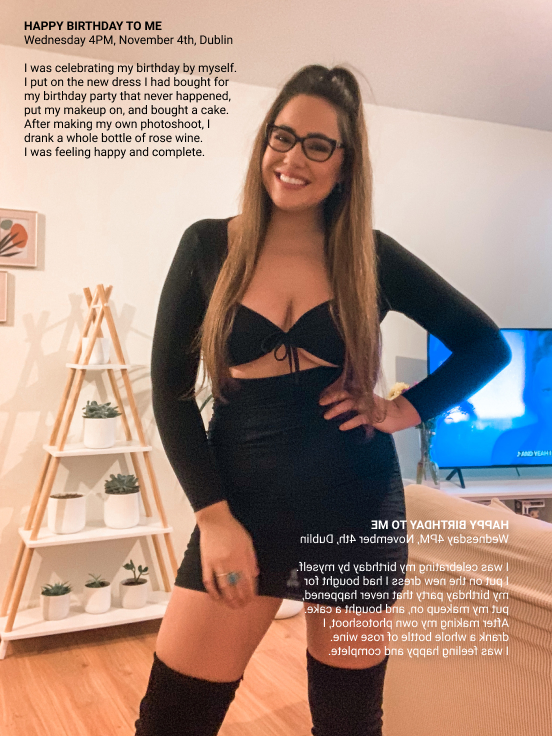 HAPPY BIRTHDAY TO ME
Wednesday 4PM, November 4th, Dublin
I was celebrating my birthday by myself.
I put on the new dress I had bought for
my birthday party that never happened,
put my makeup on, and bought a cake.
After making my own photoshoot, I
drank a whole bottle of rose wine.
I was feeling happy and complete.
♪ AND YEAH I
HAPPY BIRTHDAY TO ME
Wednesday 4PM, November 4th, Dublin
I was celebrating my birthday by myself.
I put on the new dress I had bought for
my birthday party that never happened,
put my makeup on, and bought a cake.
After making my own photoshoot, I
drank a whole bottle of rose wine.
I was feeling happy and complete.